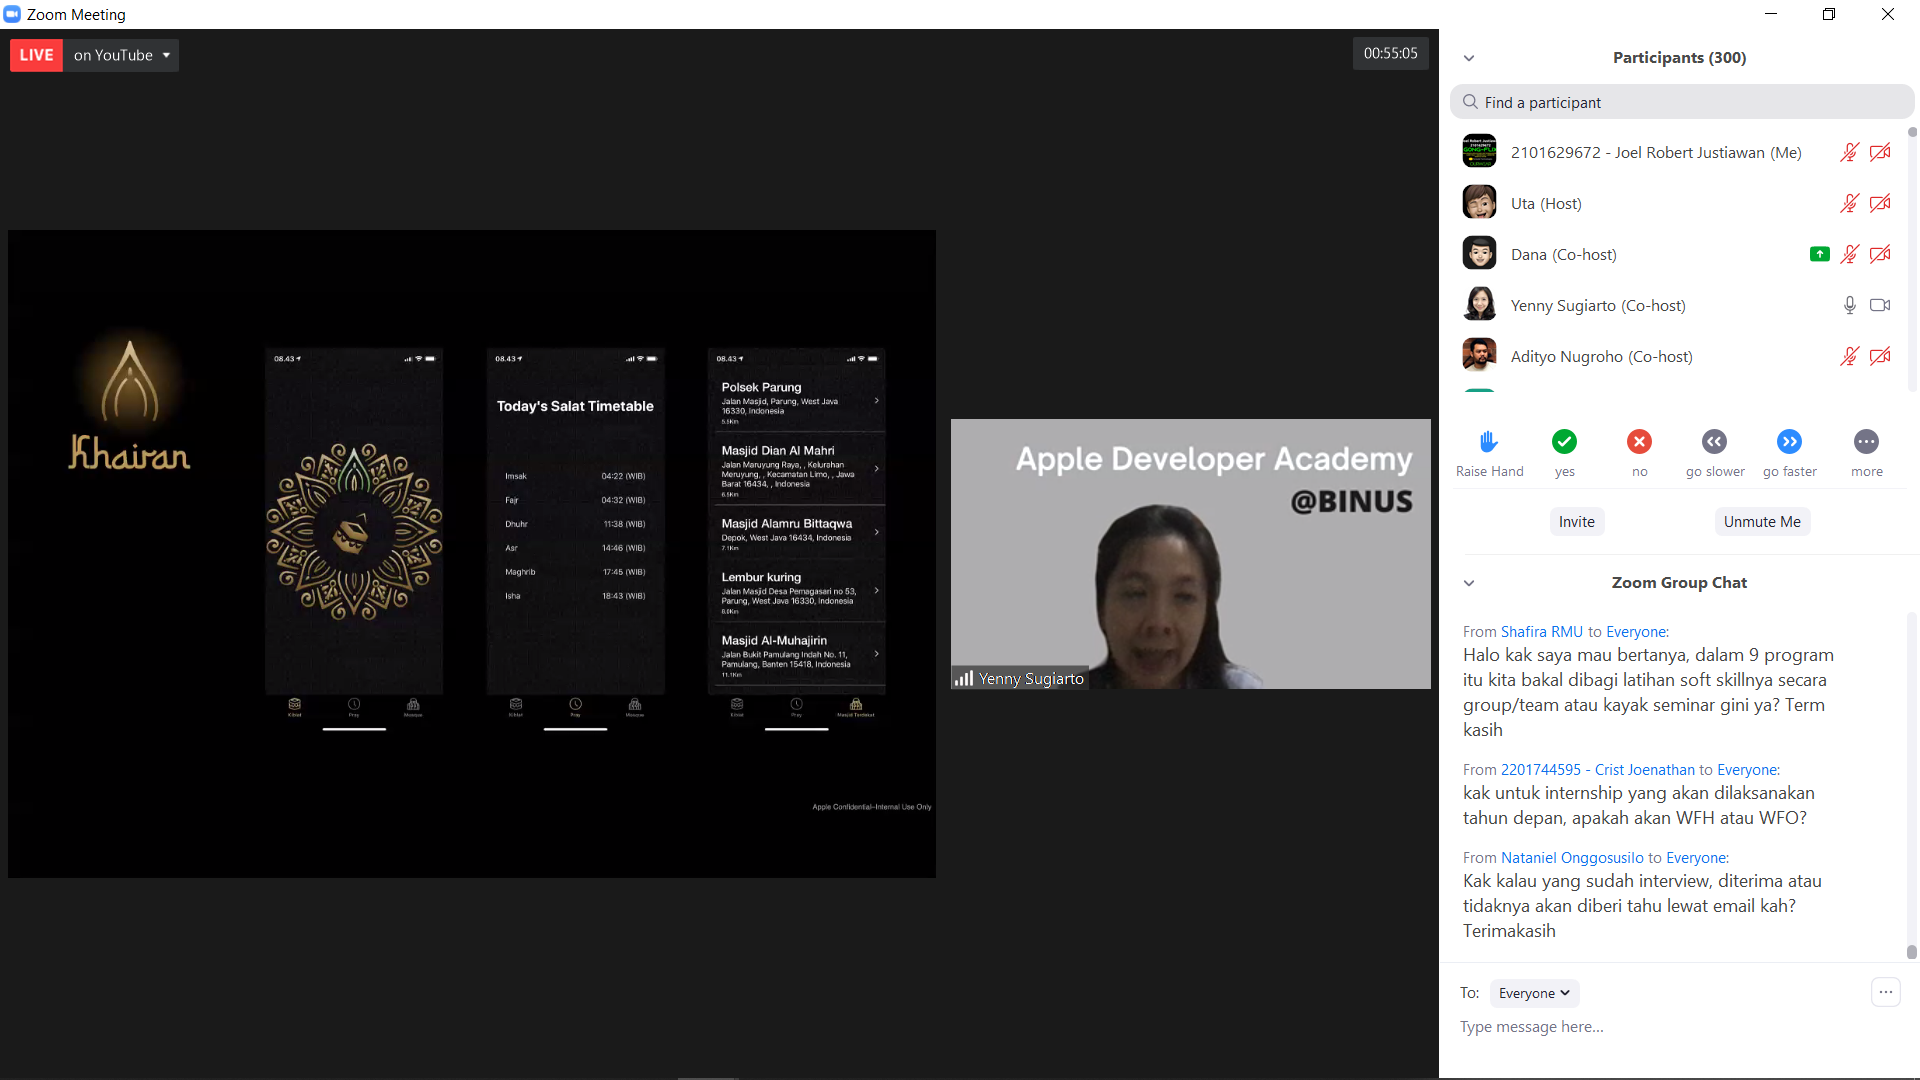 Zoom Meeting
LIVE on YouTube
00:55:05
Khairan
08.43
08.43
Today's Salat Timetable
Imsak 04:22 (WIB)
Fajr 04:32 (WIB)
Dhuhr 11:38 (WIB)
Asr 14:46 (WIB)
Maghrib 17:45 (WIB)
Isha 18:43 (WIB)
Pray
08.43
Polsek Parung
Jalan Masjid, Parung, West Java
16330, Indonesia
5.5Km
Masjid Dian Al Mahri
Jalan Maruyung Raya, , Kelurahan
Meruyung, , Kecamatan Limo, , Jawa
Barat 16434, , Indonesia
6.5Km
Masjid Alamru Bittaqwa
Depok, West Java 16434, Indonesia
7.1Km
Lembur kuring
Jalan Masjid Desa Pemagasari no 53,
Parung, West Java 16330, Indonesia
8.0Km
Masjid Al-Muhajirin
Jalan Bukit Pamulang Indah No. 11,
Pamulang, Banten 15418, Indonesia
11.1Km
Pray
Masjid Terdekat
Apple Confidential–Internal Use Only
Apple Developer Academy
@BINUS
Yenny Sugiarto
Participants (300)
Find a participant
2101629672 - Joel Robert Justiawan (Me)
Uta (Host)
Dana (Co-host)
Yenny Sugiarto (Co-host)
Adityo Nugroho (Co-host)
Raise Hand yes no go slower go faster more
Invite Unmute Me
Zoom Group Chat
From Shafira RMU to Everyone:
Halo kak saya mau bertanya, dalam 9 program
itu kita bakal dibagi latihan soft skillnya secara
group/team atau kayak seminar gini ya? Term
kasih
From 2201744595 - Crist Joenathan to Everyone:
kak untuk internship yang akan dilaksanakan
tahun depan, apakah akan WFH atau WFO?
From Nataniel Onggosusilo to Everyone:
Kak kalau yang sudah interview, diterima atau
tidaknya akan diberi tahu lewat email kah?
Terimakasih
To: Everyone
Type message here...